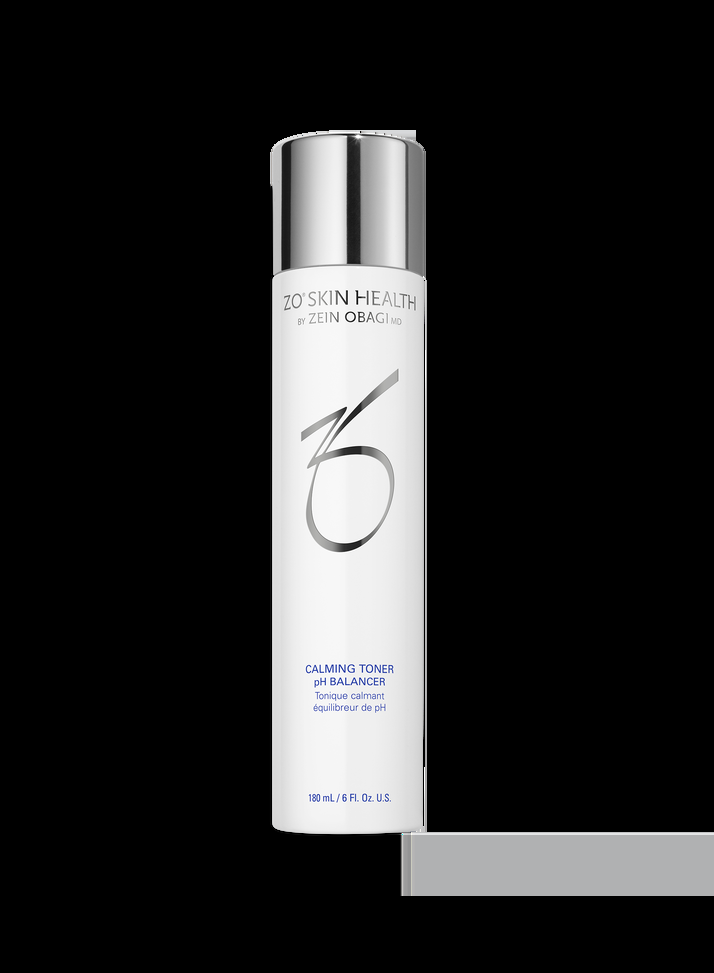 ZO® SKIN HEALTH
BY ZEIN OBAGI MD
ZO
CALMING TONER
pH BALANCER
Tonique calmant
équilibreur de pH
180 mL / 6 Fl. Oz. U.S.